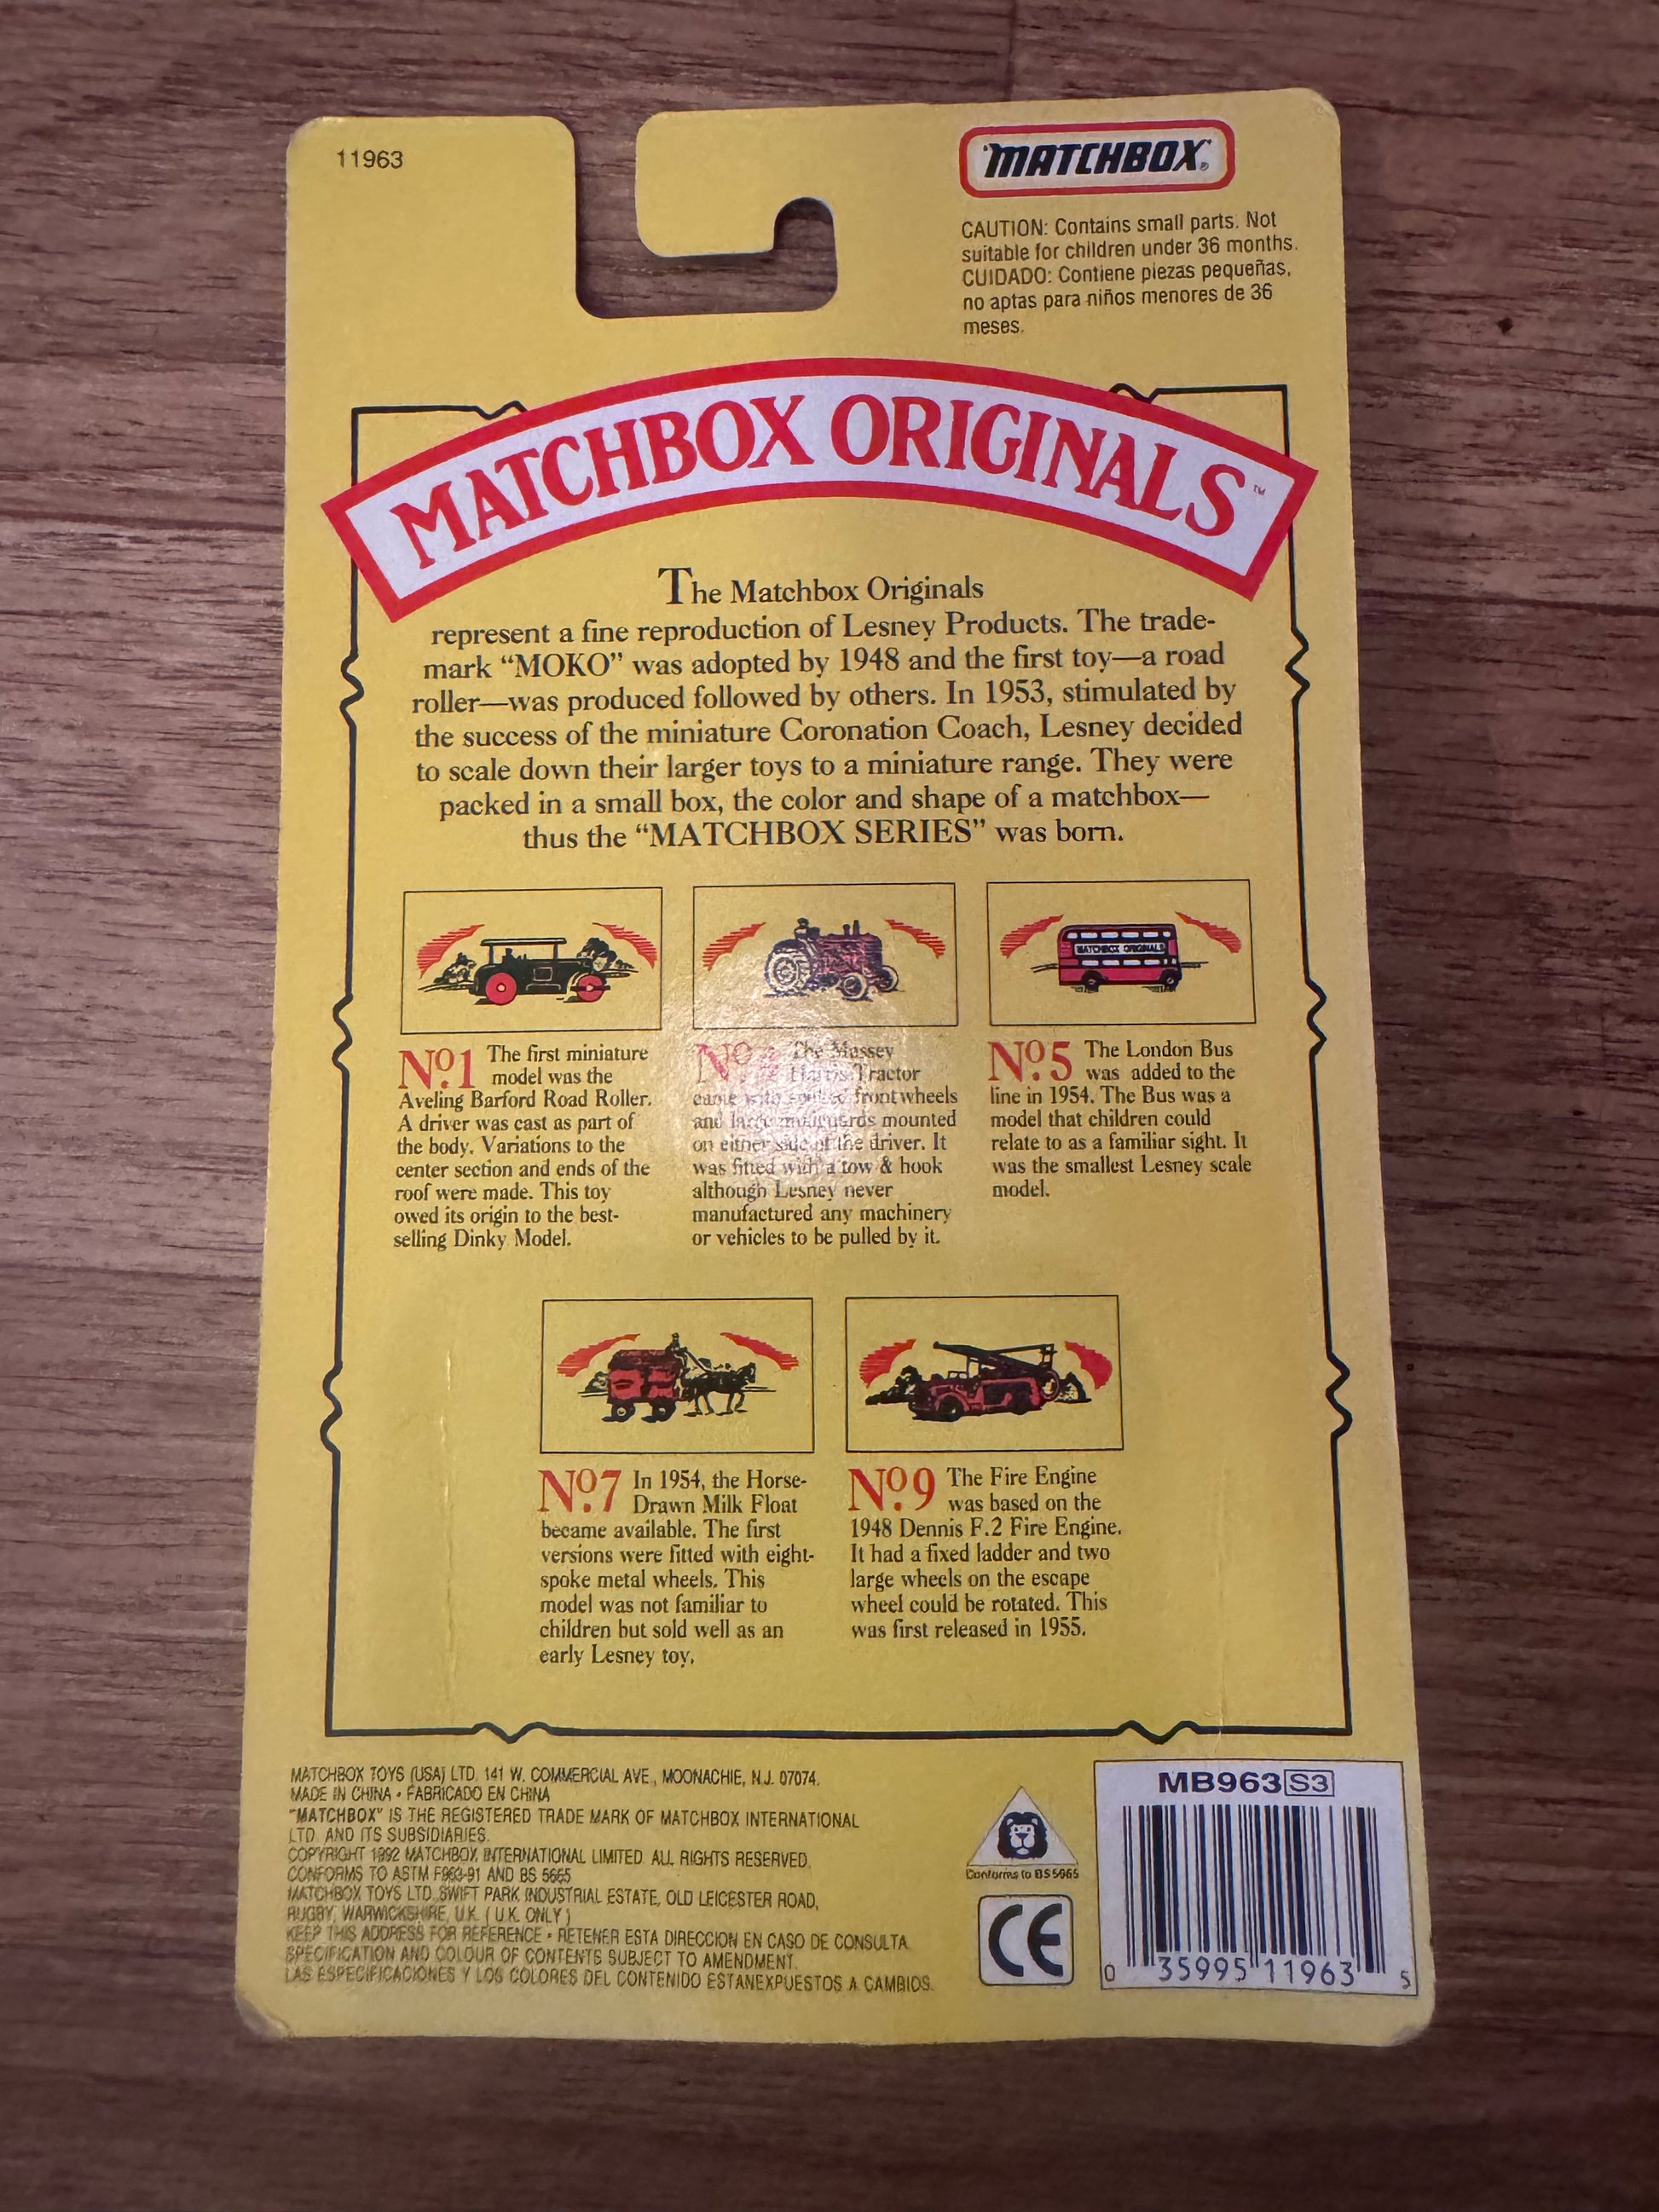 11963
MATCHBOX®
CAUTION: Contains small parts. Not
suitable for children under 36 months.
CUIDADO: Contiene piezas pequeñas,
no aptas para niños menores de 36
meses.
MATCHBOX ORIGINALS™
The Matchbox Originals
represent a fine reproduction of Lesney Products. The trade-
mark “MOKO” was adopted by 1948 and the first toy—a road
roller—was produced followed by others. In 1953, stimulated by
the success of the miniature Coronation Coach, Lesney decided
to scale down their larger toys to a miniature range. They were
packed in a small box, the color and shape of a matchbox—
thus the “MATCHBOX SERIES” was born.
MATCHBOX ORIGINALS
No.1 The first miniature
model was the
Aveling Barford Road Roller.
A driver was cast as part of
the body. Variations to the
center section and ends of the
roof were made. This toy
owed its origin to the best-
selling Dinky Model.
No.4 The Massey
Harris Tractor
came with spoked front wheels
and large mudguards mounted
on either side of the driver. It
was fitted with a tow & hook
although Lesney never
manufactured any machinery
or vehicles to be pulled by it.
No.5 The London Bus
was added to the
line in 1954. The Bus was a
model that children could
relate to as a familiar sight. It
was the smallest Lesney scale
model.
No.7 In 1954, the Horse-
Drawn Milk Float
became available. The first
versions were fitted with eight-
spoke metal wheels. This
model was not familiar to
children but sold well as an
early Lesney toy.
No.9 The Fire Engine
was based on the
1948 Dennis F.2 Fire Engine.
It had a fixed ladder and two
large wheels on the escape
wheel could be rotated. This
was first released in 1955.
MATCHBOX TOYS (USA) LTD. 141 W. COMMERCIAL AVE., MOONACHIE, N.J. 07074.
MADE IN CHINA • FABRICADO EN CHINA
"MATCHBOX" IS THE REGISTERED TRADE MARK OF MATCHBOX INTERNATIONAL
LTD. AND ITS SUBSIDIARIES.
COPYRIGHT 1992 MATCHBOX INTERNATIONAL LIMITED. ALL RIGHTS RESERVED.
CONFORMS TO ASTM F963-91 AND BS 5665
MATCHBOX TOYS LTD. SWIFT PARK INDUSTRIAL ESTATE, OLD LEICESTER ROAD,
RUGBY, WARWICKSHIRE, U.K. (U.K. ONLY)
KEEP THIS ADDRESS FOR REFERENCE • RETENER ESTA DIRECCION EN CASO DE CONSULTA
SPECIFICATION AND COLOUR OF CONTENTS SUBJECT TO AMENDMENT.
LAS ESPECIFICACIONES Y LOS COLORES DEL CONTENIDO ESTANEXPUESTOS A CAMBIOS.
Conforms to BS5665
CE
MB963 S3
0 35995 11963 5